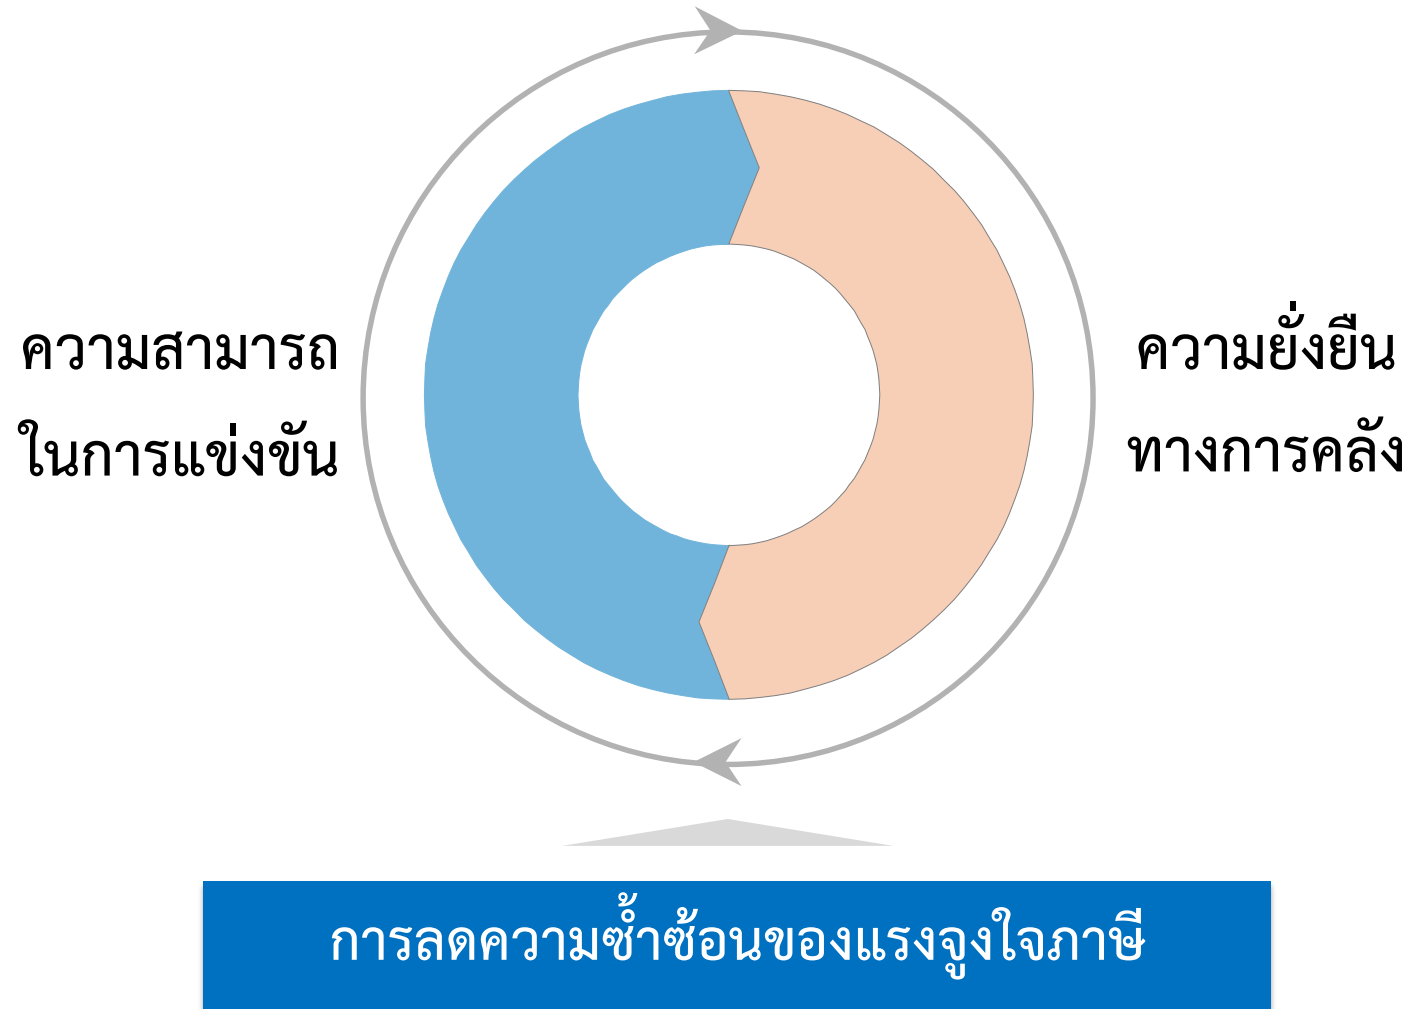 ความสามารถ
ในการแข่งขัน
ความยั่งยืน
ทางการคลัง
การลดความซ้ำซ้อนของแรงจูงใจภาษี